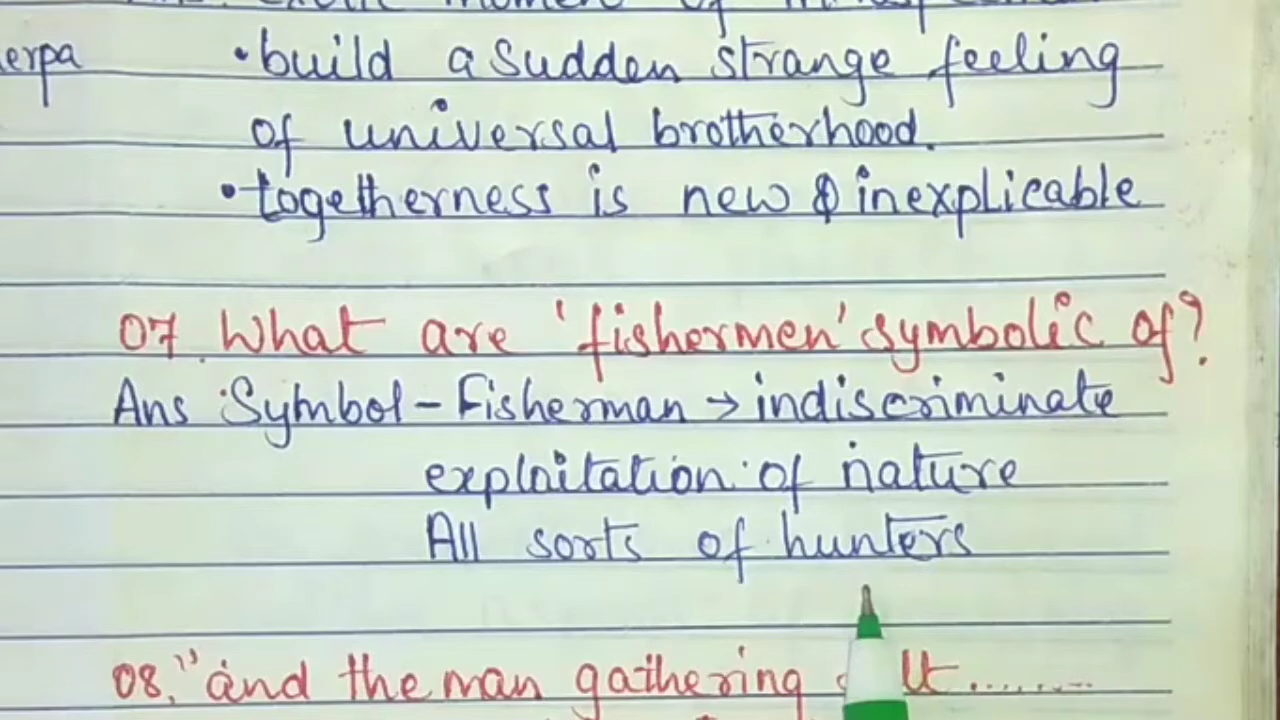 erpa •build a sudden strange feeling
of universal brotherhood.
•togetherness is new & inexplicable
07. What are 'fishermen' symbolic of?
Ans Symbol - Fisherman → indiscriminate
exploitation of nature
All sorts of hunters
08. "and the man gathering